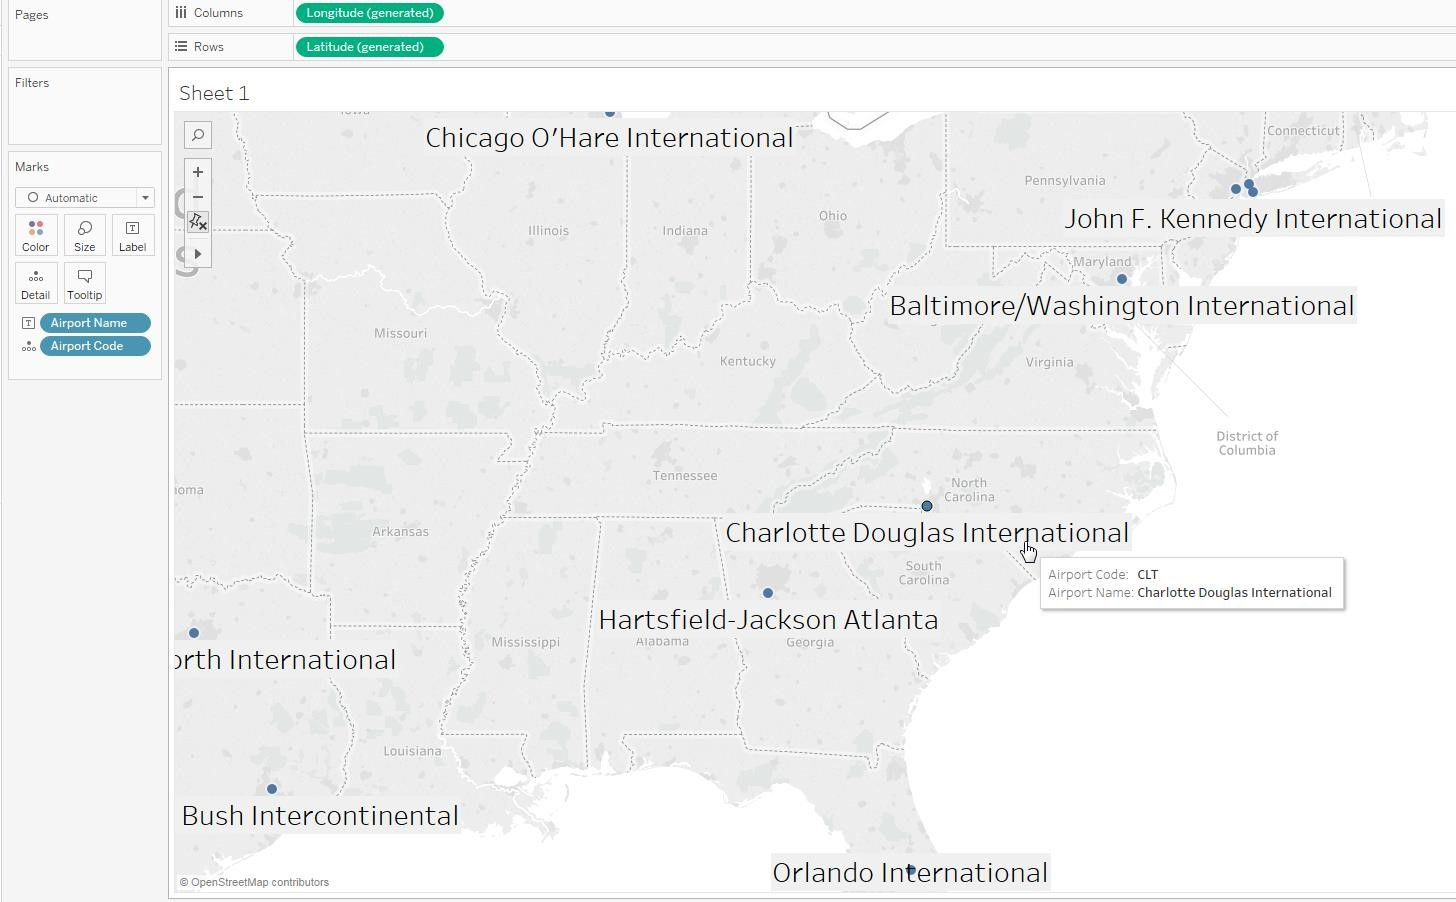 Pages
Columns
Longitude (generated)
Rows
Latitude (generated)
Filters
Sheet 1
Marks
Automatic
Color
Size
Label
Detail
Tooltip
Airport Name
Airport Code
Iowa
Chicago O'Hare International
Connecticut
Pennsylvania
Ohio
John F. Kennedy International
Illinois
Indiana
Maryland
Baltimore/Washington International
Missouri
Kentucky
Virginia
District of
Columbia
Tennessee
North
Carolina
oma
Arkansas
Charlotte Douglas International
South
Carolina
Airport Code: CLT
Airport Name: Charlotte Douglas International
Hartsfield-Jackson Atlanta
Mississippi
Alabama
Georgia
orth International
Louisiana
Bush Intercontinental
Orlando International
© OpenStreetMap contributors